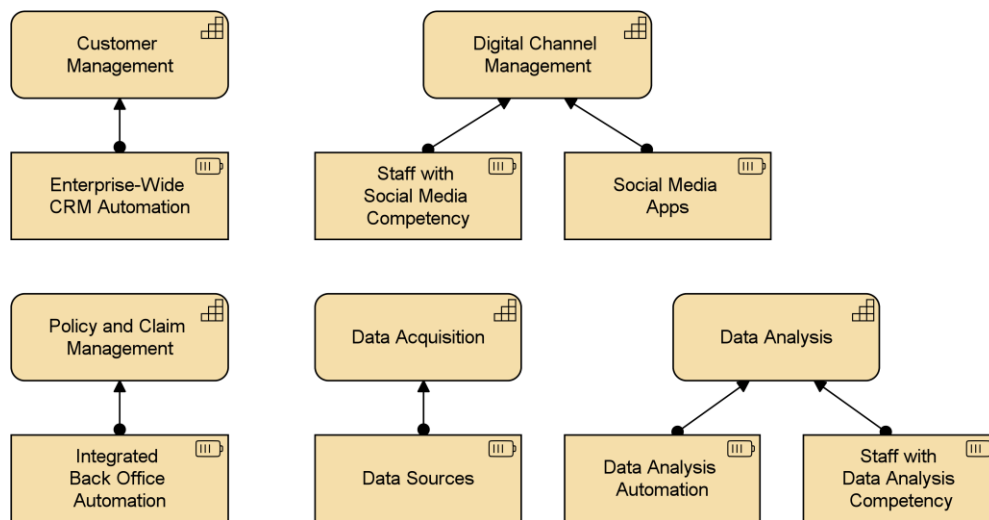 Customer
Management
Digital Channel
Management
Enterprise-Wide
CRM Automation
Staff with
Social Media
Competency
Social Media
Apps
Policy and Claim
Management
Data Acquisition
Data Analysis
Integrated
Back Office
Automation
Data Sources
Data Analysis
Automation
Staff with
Data Analysis
Competency